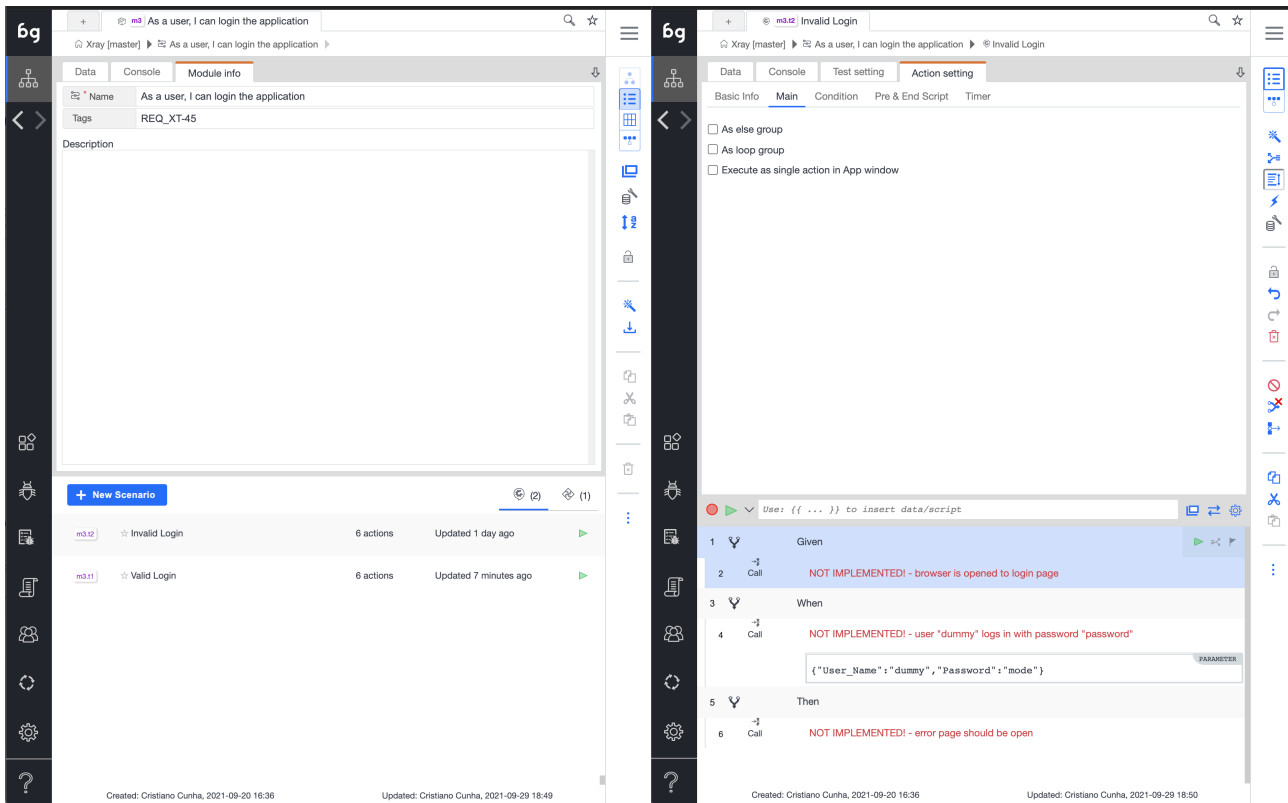 bg
+ m3 As a user, I can login the application
Xray [master] As a user, I can login the application
Data Console Module info
* Name As a user, I can login the application
Tags REQ_XT-45
Description
+ New Scenario (2) (1)
m3.t2 Invalid Login 6 actions Updated 1 day ago
m3.t1 Valid Login 6 actions Updated 7 minutes ago
Created: Cristiano Cunha, 2021-09-20 16:36 Updated: Cristiano Cunha, 2021-09-29 18:49
a
z
?
bg
+ m3.t2 Invalid Login
Xray [master] As a user, I can login the application Invalid Login
Data Console Test setting Action setting
Basic Info Main Condition Pre & End Script Timer
As else group
As loop group
Execute as single action in App window
Use: {{ ... }} to insert data/script
1 Given
2 Call NOT IMPLEMENTED! - browser is opened to login page
3 When
4 Call NOT IMPLEMENTED! - user "dummy" logs in with password "password"
PARAMETER
{"User_Name":"dummy","Password":"mode"}
5 Then
6 Call NOT IMPLEMENTED! - error page should be open
Created: Cristiano Cunha, 2021-09-20 16:36 Updated: Cristiano Cunha, 2021-09-29 18:50
?